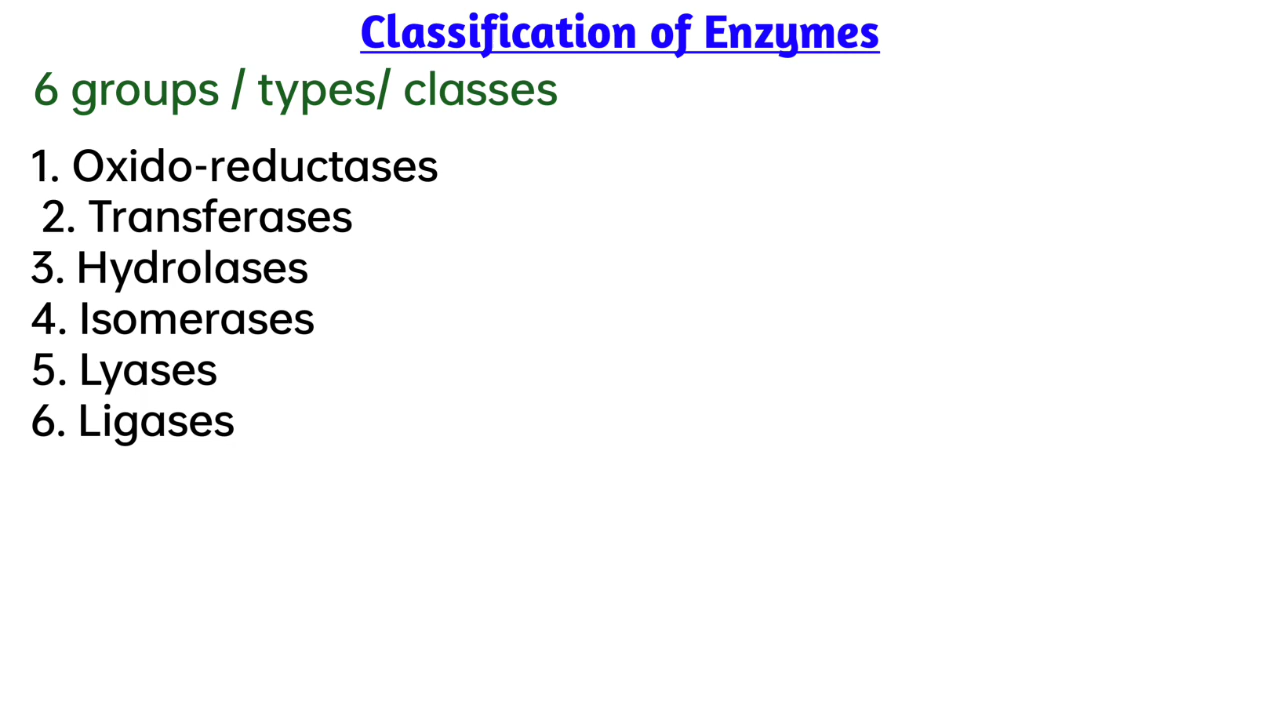 Classification of Enzymes
6 groups / types/ classes
1. Oxido-reductases
2. Transferases
3. Hydrolases
4. Isomerases
5. Lyases
6. Ligases